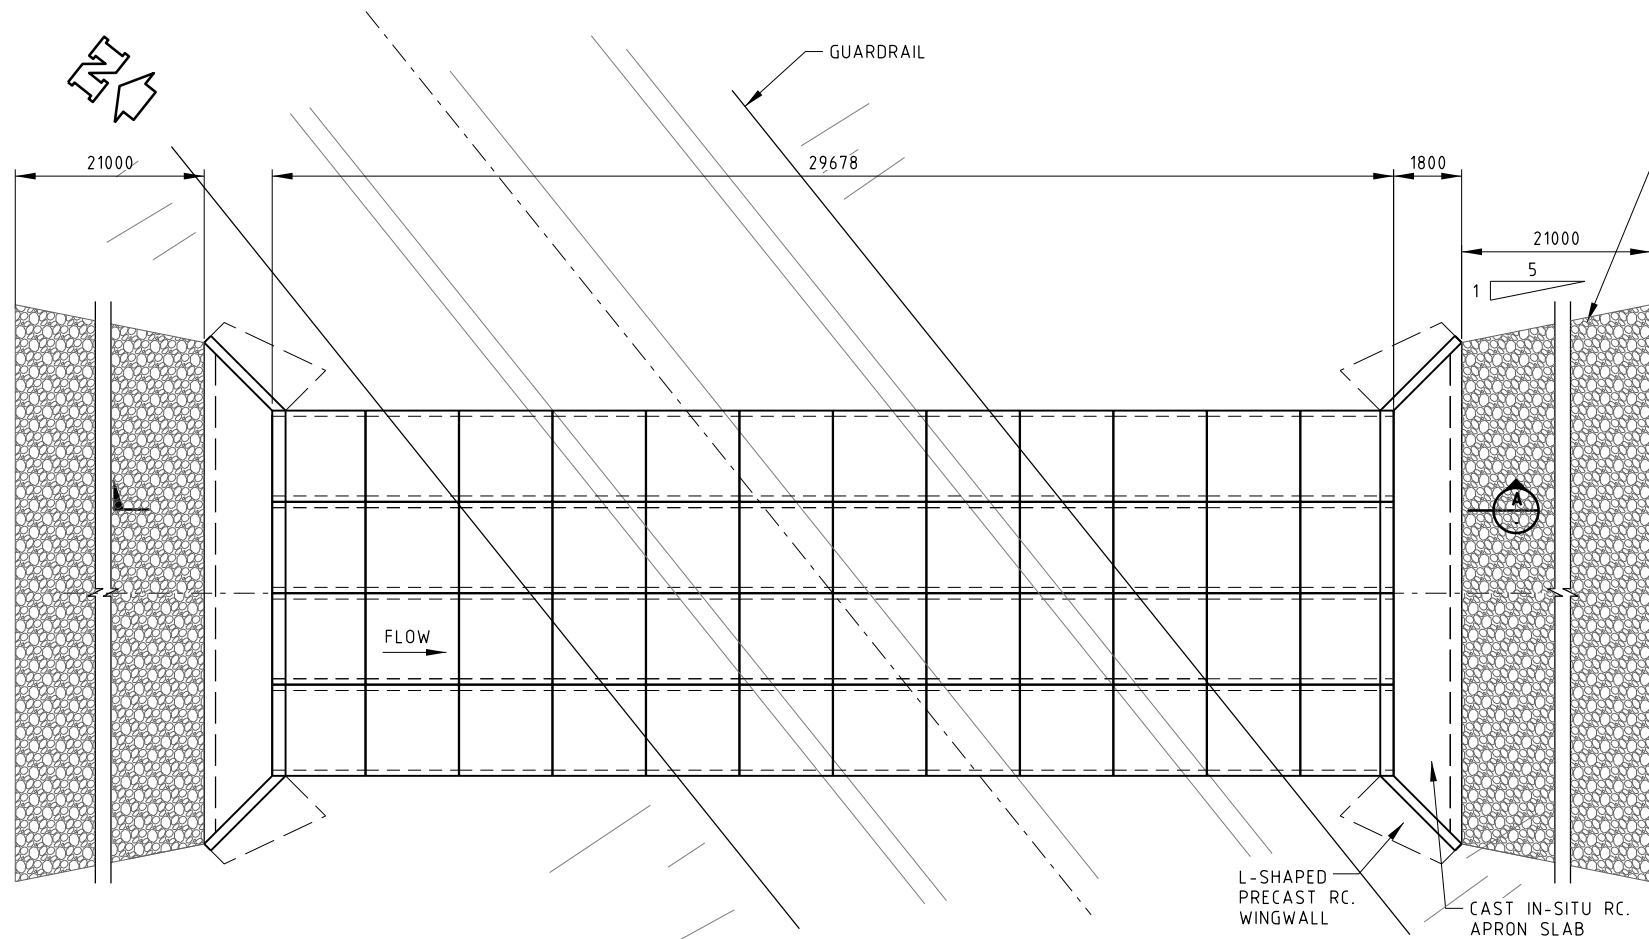 N
GUARDRAIL
21000
29678
1800
21000
5
1
A
-
FLOW
L-SHAPED
PRECAST RC.
WINGWALL
CAST IN-SITU RC.
APRON SLAB